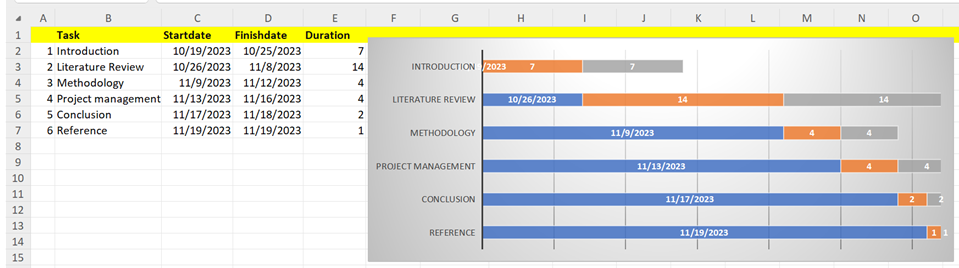 A B C D E F G H I J K L M N O
1 Task Startdate Finishdate Duration
2 1 Introduction 10/19/2023 10/25/2023 7
3 2 Literature Review 10/26/2023 11/8/2023 14
4 3 Methodology 11/9/2023 11/12/2023 4
5 4 Project management 11/13/2023 11/16/2023 4
6 5 Conclusion 11/17/2023 11/18/2023 2
7 6 Reference 11/19/2023 11/19/2023 1
8
9
10
11
12
13
14
15
INTRODUCTION /2023 7 7
LITERATURE REVIEW 10/26/2023 14 14
METHODOLOGY 11/9/2023 4 4
PROJECT MANAGEMENT 11/13/2023 4 4
CONCLUSION 11/17/2023 2 2
REFERENCE 11/19/2023 1 1